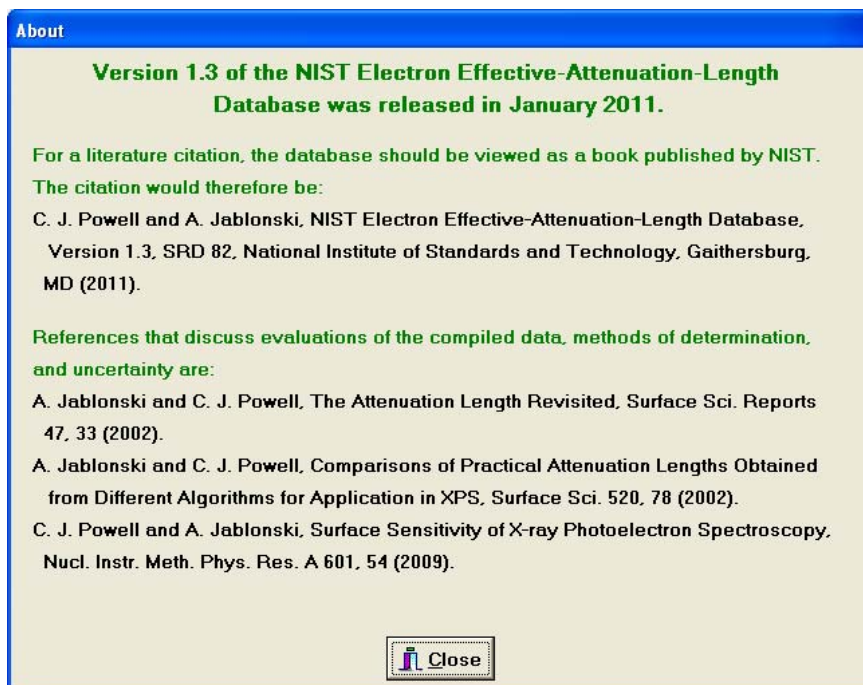 About
Version 1.3 of the NIST Electron Effective-Attenuation-Length
Database was released in January 2011.
For a literature citation, the database should be viewed as a book published by NIST.
The citation would therefore be:
C. J. Powell and A. Jablonski, NIST Electron Effective-Attenuation-Length Database,
Version 1.3, SRD 82, National Institute of Standards and Technology, Gaithersburg,
MD (2011).
References that discuss evaluations of the compiled data, methods of determination,
and uncertainty are:
A. Jablonski and C. J. Powell, The Attenuation Length Revisited, Surface Sci. Reports
47, 33 (2002).
A. Jablonski and C. J. Powell, Comparisons of Practical Attenuation Lengths Obtained
from Different Algorithms for Application in XPS, Surface Sci. 520, 78 (2002).
C. J. Powell and A. Jablonski, Surface Sensitivity of X-ray Photoelectron Spectroscopy,
Nucl. Instr. Meth. Phys. Res. A 601, 54 (2009).
Close